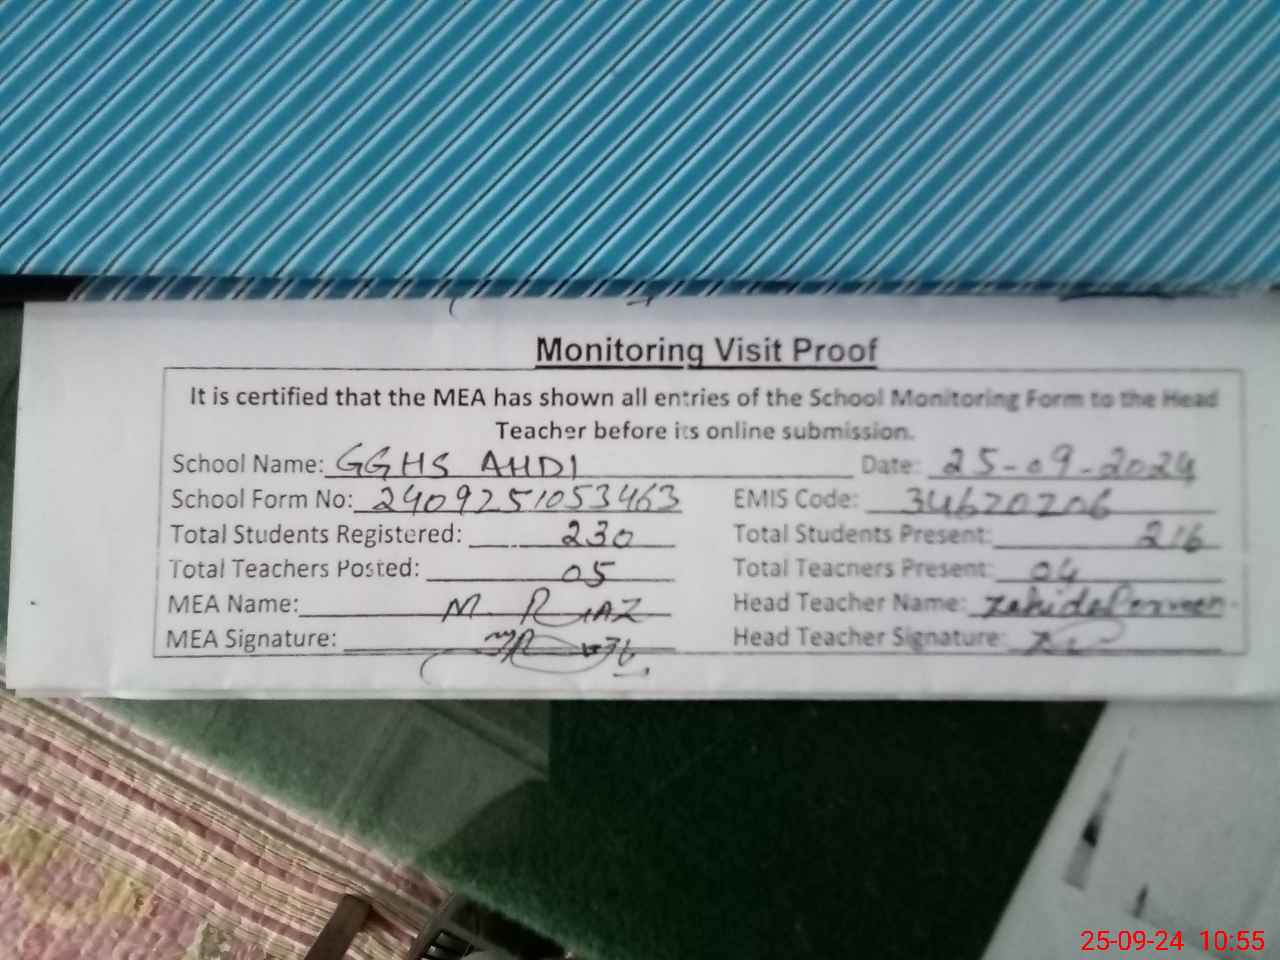 Monitoring Visit Proof
It is certified that the MEA has shown all entries of the School Monitoring Form to the Head
Teacher before its online submission.
School Name: GGHS AHDI Date: 25-09-2024
School Form No: 2409251053463 EMIS Code: 34620206
Total Students Registered: 230 Total Students Present: 216
Total Teachers Posted: 05 Total Teachers Present: 04
MEA Name: M. RIAZ Head Teacher Name: Zahida Parveen
MEA Signature: Head Teacher Signature:
25-09-24 10:55